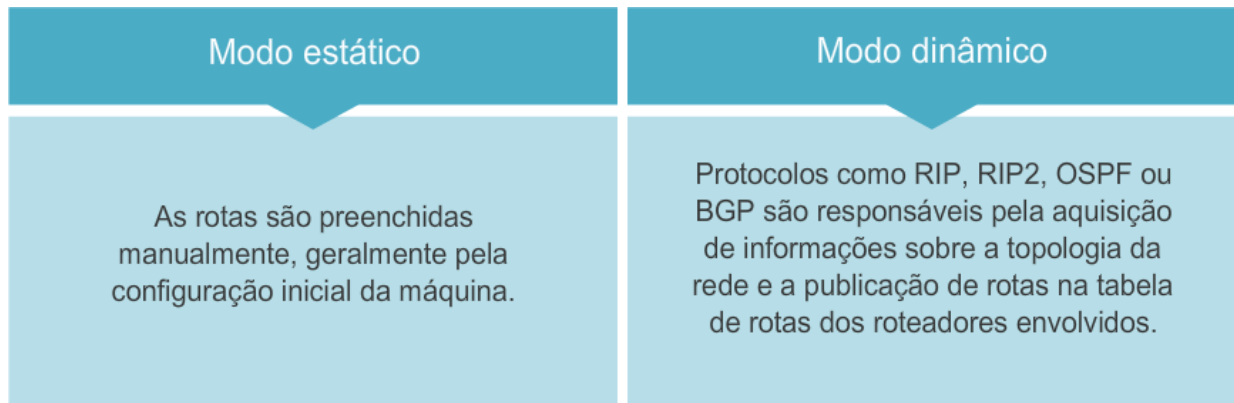 Modo estático
As rotas são preenchidas
manualmente, geralmente pela
configuração inicial da máquina.
Modo dinâmico
Protocolos como RIP, RIP2, OSPF ou
BGP são responsáveis pela aquisição
de informações sobre a topologia da
rede e a publicação de rotas na tabela
de rotas dos roteadores envolvidos.